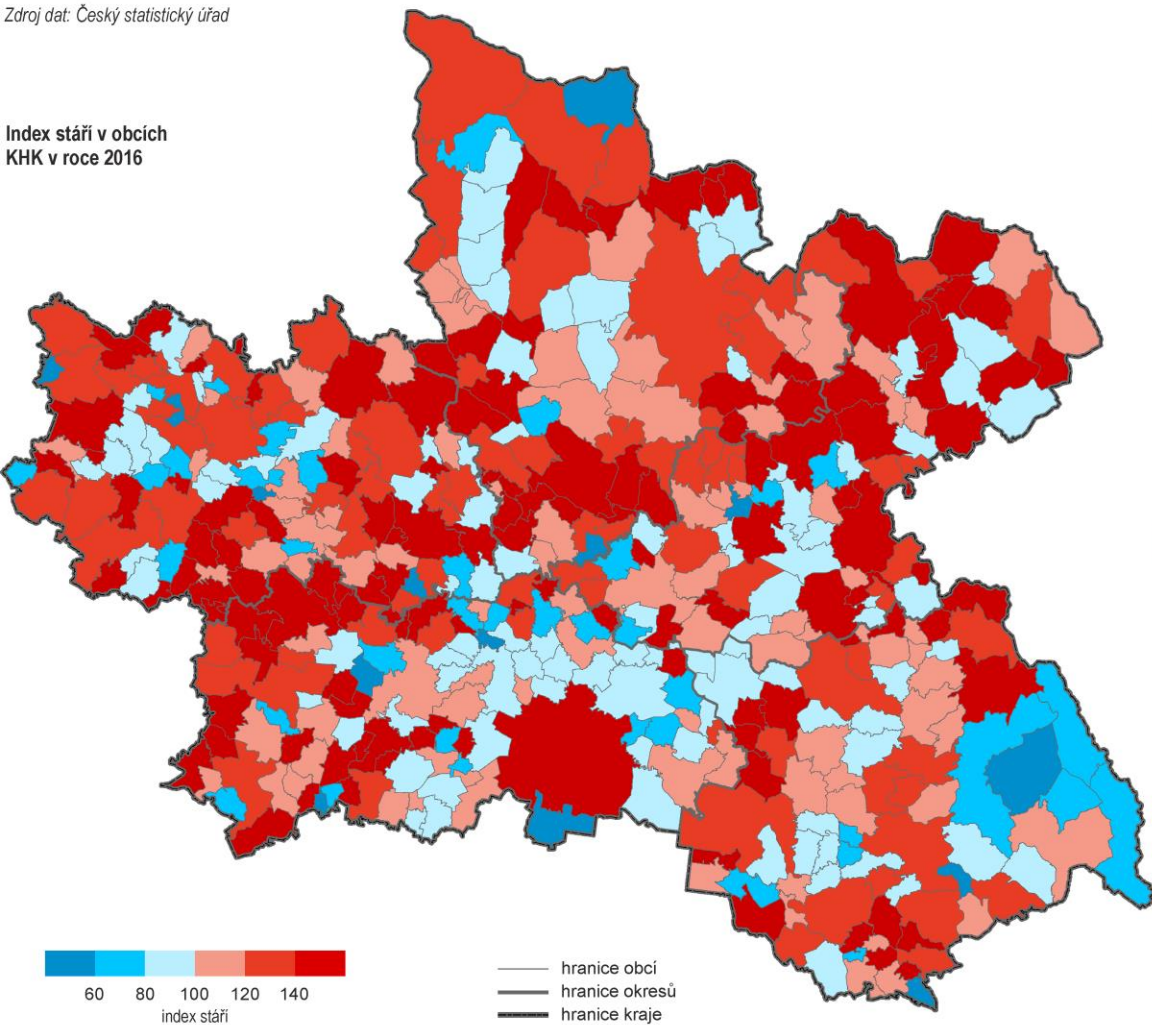 Zdroj dat: Český statistický úřad
Index stáří v obcích
KHK v roce 2016
60 80 100 120 140
index stáří
hranice obcí
hranice okresů
hranice kraje